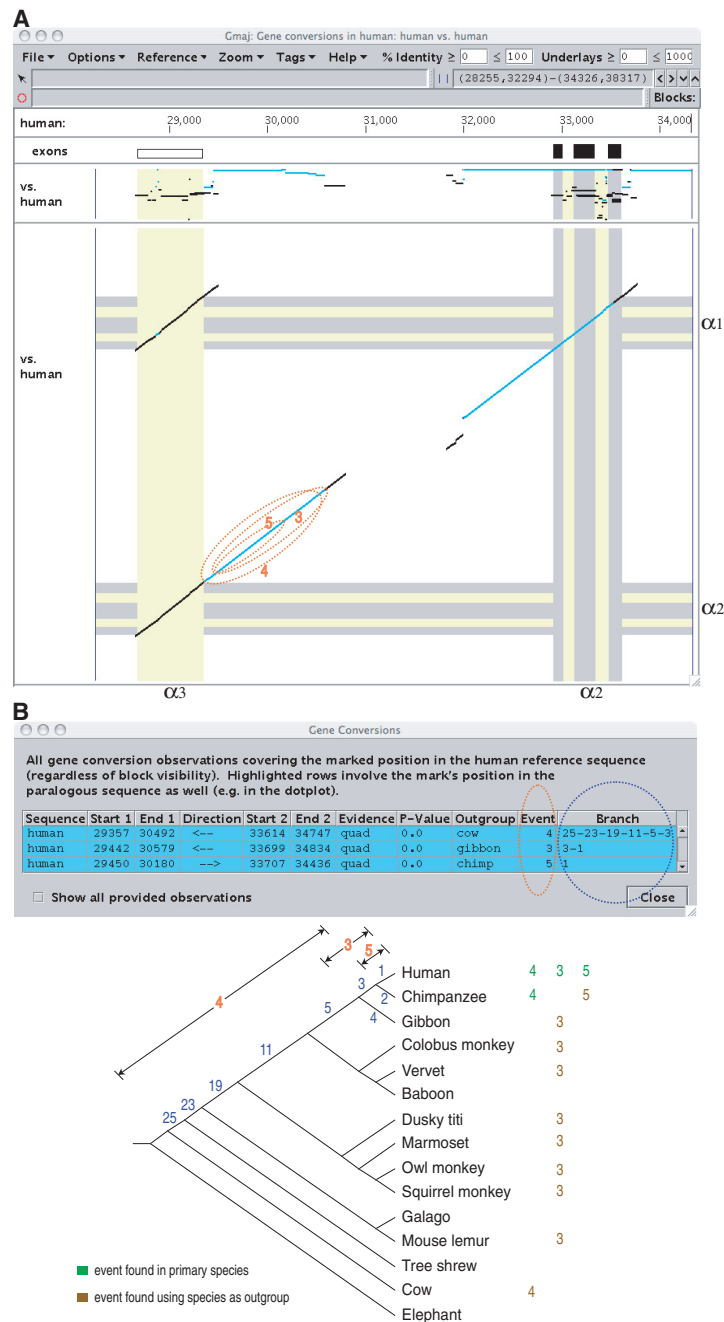 A
Gmaj: Gene conversions in human: human vs. human
File Options Reference Zoom Tags Help % Identity ≥ 0 ≤ 100 Underlays ≥ 0 ≤ 1000
(28255,32294)-(34326,38317) < >
Blocks:
human: 29,000 30,000 31,000 32,000 33,000 34,000
exons
vs.
human
α1
vs.
human
5 3
4
α2
α3 α2
B
Gene Conversions
All gene conversion observations covering the marked position in the human reference sequence
(regardless of block visibility). Highlighted rows involve the mark's position in the
paralogous sequence as well (e.g. in the dotplot).
Sequence Start 1 End 1 Direction Start 2 End 2 Evidence P-Value Outgroup Event Branch
human 29357 30492 <-- 33614 34747 quad 0.0 cow 4 25-23-19-11-5-3
human 29442 30579 <-- 33699 34834 quad 0.0 gibbon 3 3-1
human 29450 30180 --> 33707 34436 quad 0.0 chimp 5 1
Show all provided observations Close
3
5
1 Human 4 3 5
3
2 Chimpanzee 4 5
4
5
4 Gibbon 3
11 Colobus monkey 3
Vervet 3
19 Baboon
23 Dusky titi 3
25 Marmoset 3
Owl monkey 3
Squirrel monkey 3
Galago
Mouse lemur 3
event found in primary species Tree shrew
Cow 4
event found using species as outgroup
Elephant